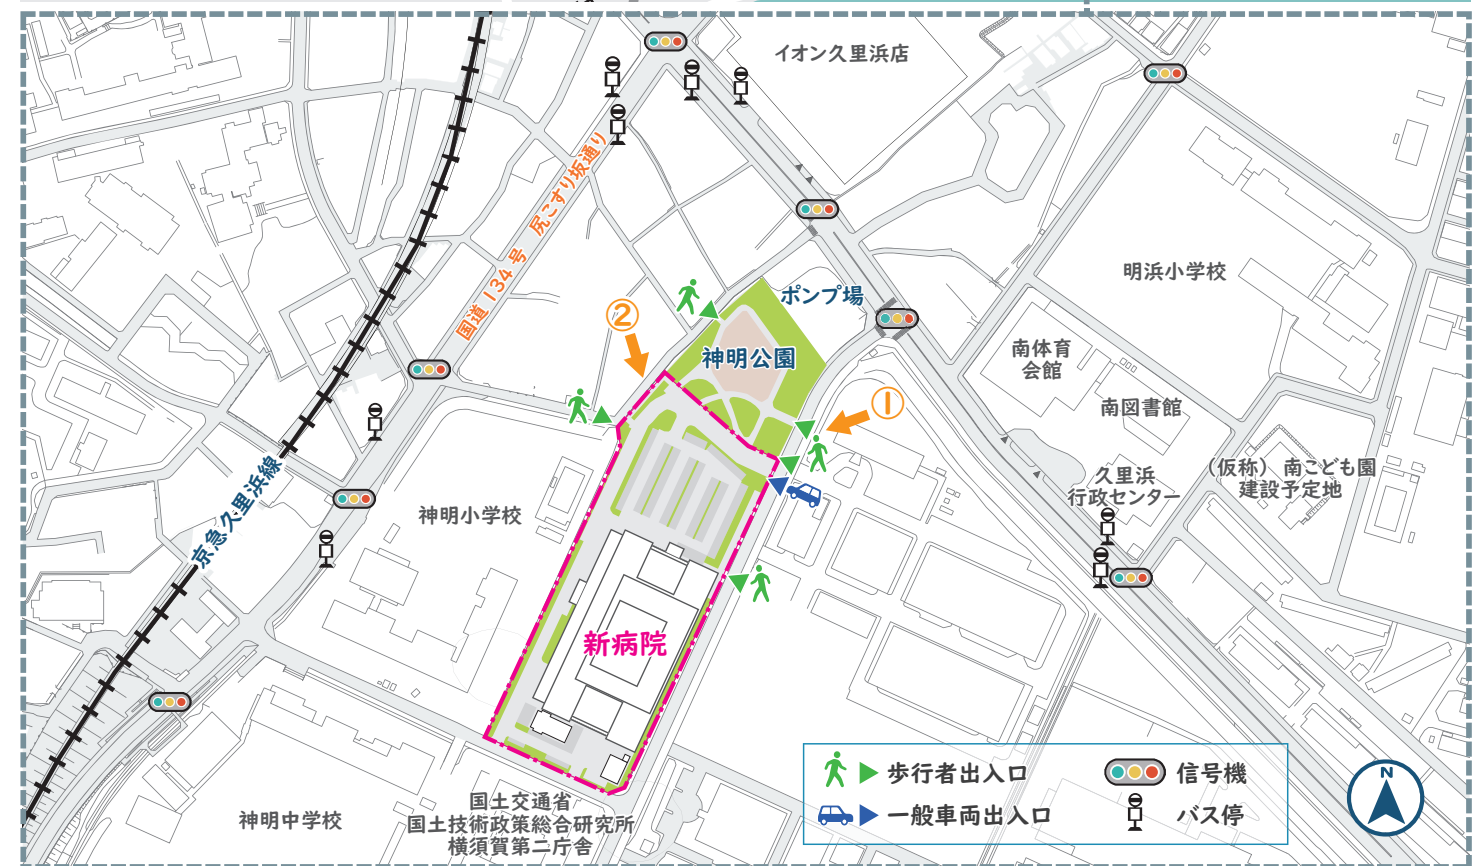 イオン久里浜店
国道134号 尻こすり坂通り
明浜小学校
ポンプ場
②
神明公園
南体育
会館
①
南図書館
(仮称) 南こども園
建設予定地
久里浜
行政センター
京急久里浜線
神明小学校
新病院
神明中学校
国土交通省
国土技術政策総合研究所
横須賀第二庁舎
歩行者出入口
信号機
一般車両出入口
バス停
N